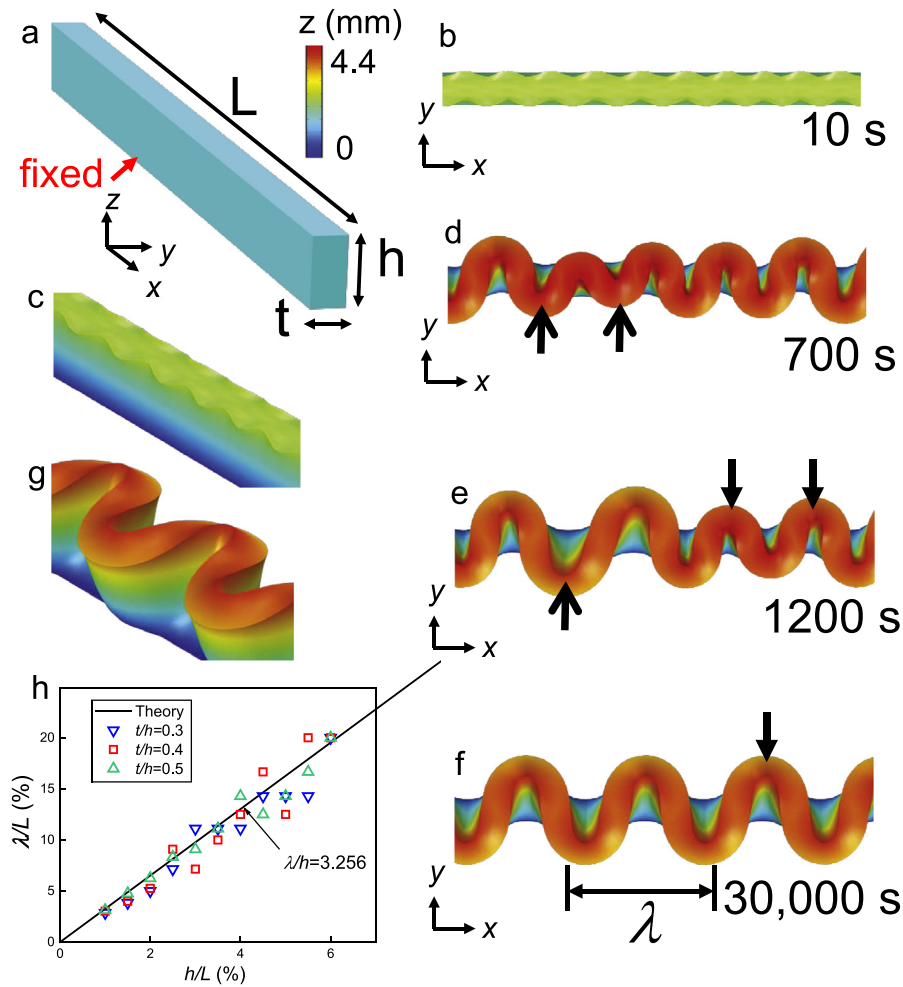 a
z (mm)
4.4
0
L
fixed
z
y
x
h
t
b
y
x
10 s
c
d
y
x
700 s
g
e
y
x
1200 s
h
Theory
t/h=0.3
t/h=0.4
t/h=0.5
λ/h=3.256
20
15
10
5
0
λ/L (%)
0 2 4 6
h/L (%)
f
y
x
λ
30,000 s